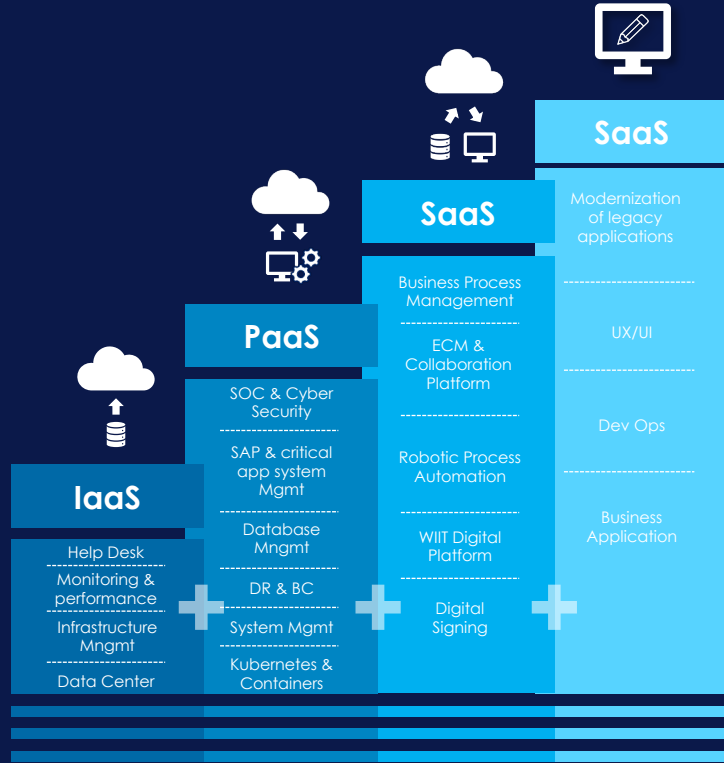 IaaS
Help Desk
Monitoring &
performance
Infrastructure
Mngmt
Data Center
PaaS
SOC & Cyber
Security
SAP & critical
app system
Mgmt
Database
Mngmt
DR & BC
System Mgmt
Kubernetes &
Containers
SaaS
Business Process
Management
ECM &
Collaboration
Platform
Robotic Process
Automation
WIIT Digital
Platform
Digital
Signing
SaaS
Modernization
of legacy
applications
UX/UI
Dev Ops
Business
Application